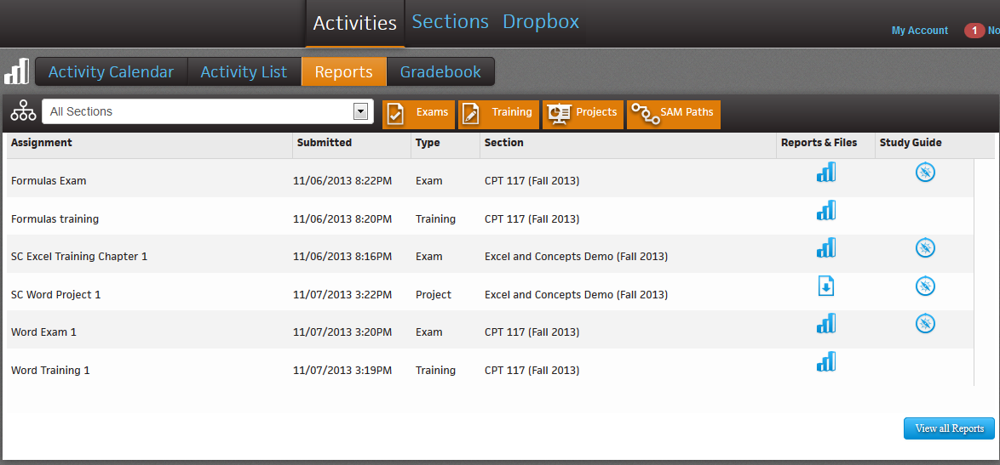 Activities Sections Dropbox
My Account 1 No
Activity Calendar Activity List Reports Gradebook
All Sections Exams Training Projects SAM Paths
Assignment Submitted Type Section Reports & Files Study Guide
Formulas Exam 11/06/2013 8:22PM Exam CPT 117 (Fall 2013)
Formulas training 11/06/2013 8:20PM Training CPT 117 (Fall 2013)
SC Excel Training Chapter 1 11/06/2013 8:16PM Exam Excel and Concepts Demo (Fall 2013)
SC Word Project 1 11/07/2013 3:22PM Project Excel and Concepts Demo (Fall 2013)
Word Exam 1 11/07/2013 3:20PM Exam CPT 117 (Fall 2013)
Word Training 1 11/07/2013 3:19PM Training CPT 117 (Fall 2013)
View all Reports